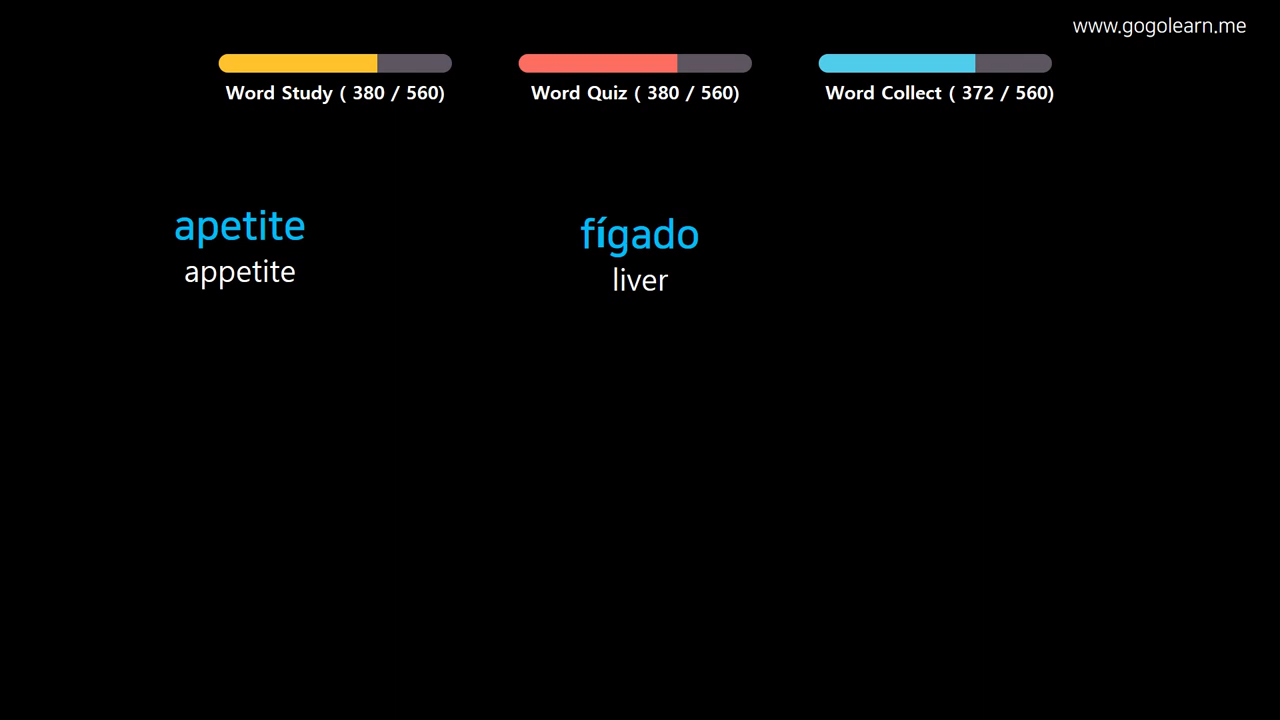 www.gogolearn.me
Word Study ( 380 / 560)
Word Quiz ( 380 / 560)
Word Collect ( 372 / 560)
apetite
appetite
fígado
liver